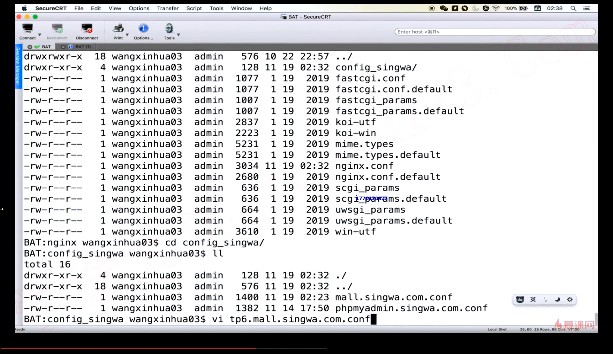 SecureCRT File Edit View Options Transfer Script Tools Window Help 100% 02:38
BAT - SecureCRT
Connect Disconnect Print Options Tools Enter host <⌘R>
BAT
drwxrwxr-x 18 wangxinhua03 admin 576 10 22 22:57 ../
drwxr-xr-x 4 wangxinhua03 admin 128 11 19 02:32 config_singwa/
-rw-r--r-- 1 wangxinhua03 admin 1077 1 19 2019 fastcgi.conf
-rw-r--r-- 1 wangxinhua03 admin 1077 1 19 2019 fastcgi.conf.default
-rw-r--r-- 1 wangxinhua03 admin 1007 1 19 2019 fastcgi_params
-rw-r--r-- 1 wangxinhua03 admin 1007 1 19 2019 fastcgi_params.default
-rw-r--r-- 1 wangxinhua03 admin 2837 1 19 2019 koi-utf
-rw-r--r-- 1 wangxinhua03 admin 2223 1 19 2019 koi-win
-rw-r--r-- 1 wangxinhua03 admin 5231 1 19 2019 mime.types
-rw-r--r-- 1 wangxinhua03 admin 5231 1 19 2019 mime.types.default
-rw-r--r-- 1 wangxinhua03 admin 3034 11 19 02:32 nginx.conf
-rw-r--r-- 1 wangxinhua03 admin 2680 1 19 2019 nginx.conf.default
-rw-r--r-- 1 wangxinhua03 admin 636 1 19 2019 scgi_params
-rw-r--r-- 1 wangxinhua03 admin 636 1 19 2019 scgi_params.default
-rw-r--r-- 1 wangxinhua03 admin 664 1 19 2019 uwsgi_params
-rw-r--r-- 1 wangxinhua03 admin 664 1 19 2019 uwsgi_params.default
-rw-r--r-- 1 wangxinhua03 admin 3610 1 19 2019 win-utf
BAT:nginx wangxinhua03$ cd config_singwa/
BAT:config_singwa wangxinhua03$ ll
total 16
drwxr-xr-x 4 wangxinhua03 admin 128 11 19 02:32 ./
drwxr-xr-x 18 wangxinhua03 admin 576 11 19 02:32 ../
-rw-r--r-- 1 wangxinhua03 admin 1400 11 19 02:23 mall.singwa.com.conf
-rw-r--r-- 1 wangxinhua03 admin 1382 11 14 17:50 phpmyadmin.singwa.com.conf
BAT:config_singwa wangxinhua03$ vi tp6.mall.singwa.com.conf
Ready
慕课网